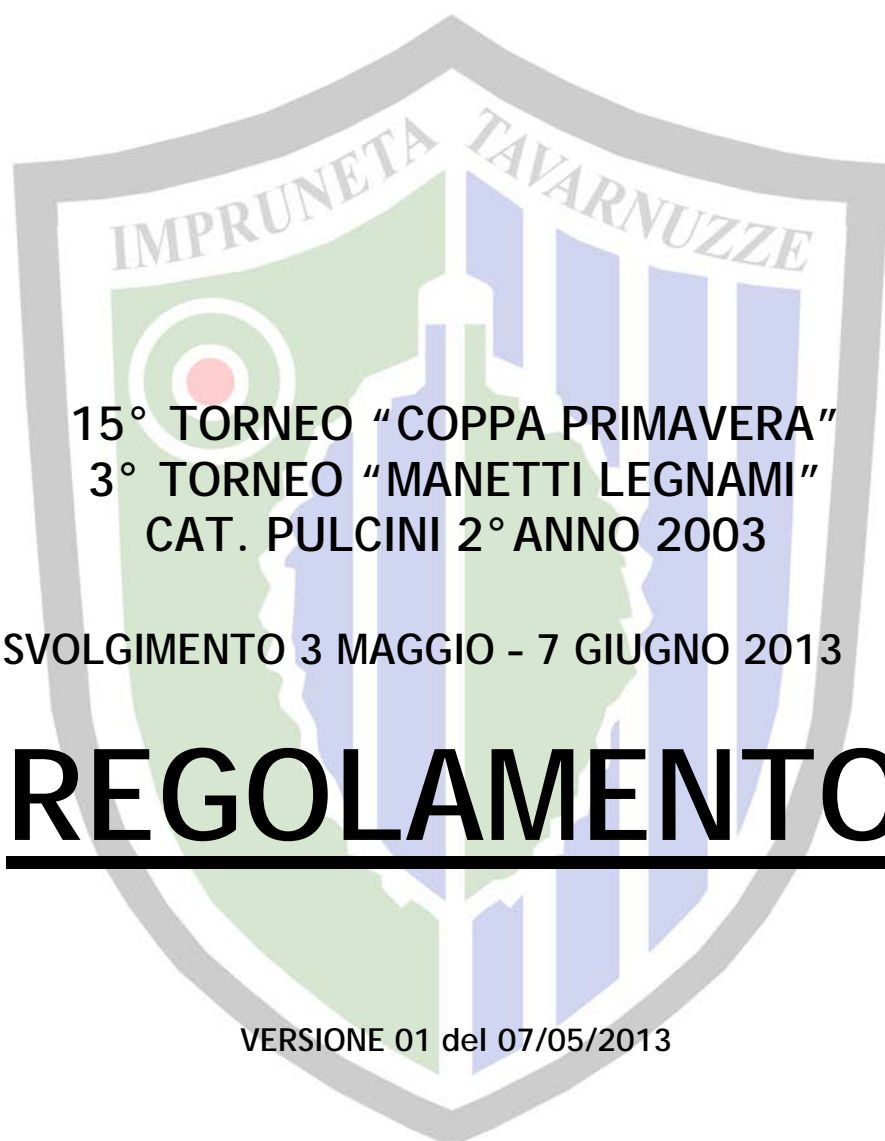 IMPRUNETA TAVARNUZZE
15° TORNEO “COPPA PRIMAVERA”
3° TORNEO “MANETTI LEGNAMI”
CAT. PULCINI 2°ANNO 2003
SVOLGIMENTO 3 MAGGIO - 7 GIUGNO 2013
REGOLAMENTO
VERSIONE 01 del 07/05/2013